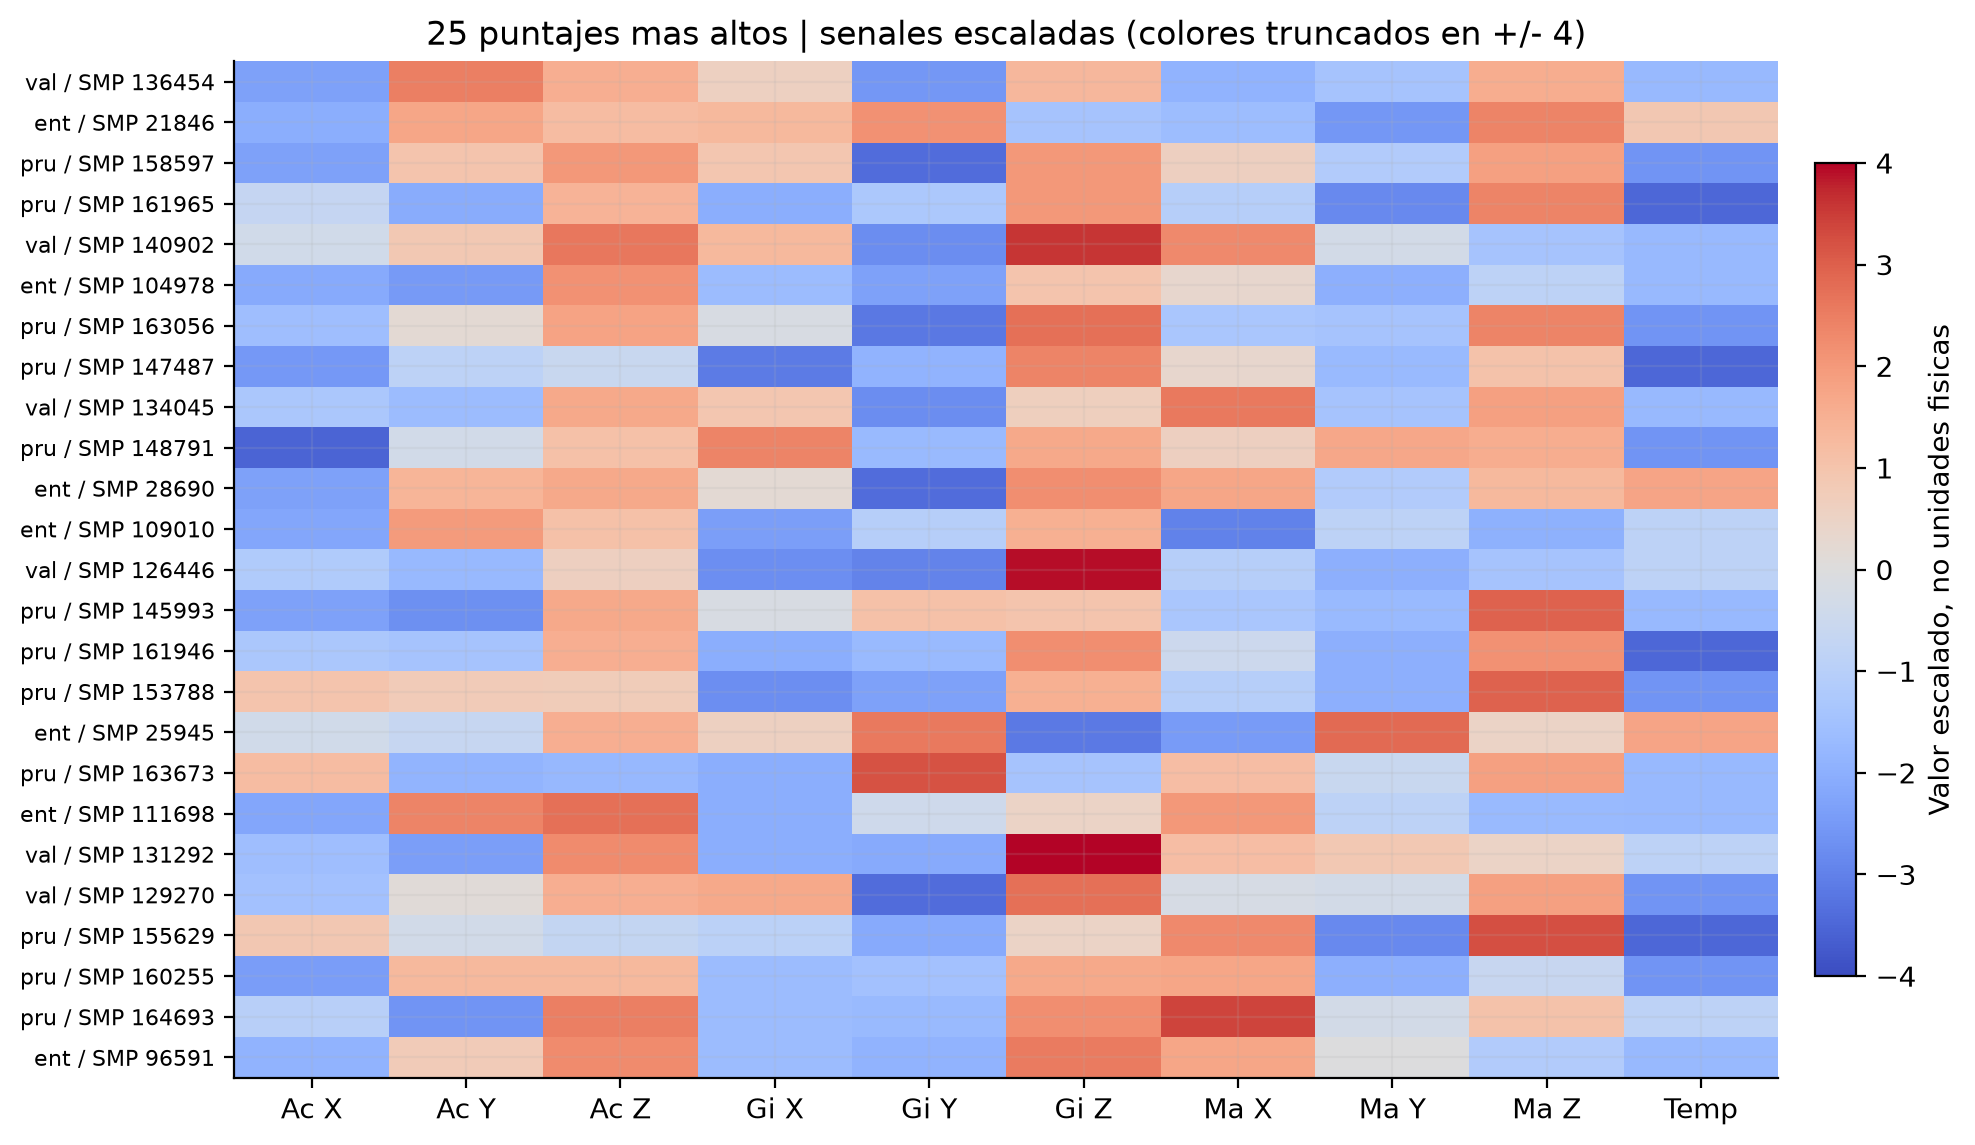 25 puntajes mas altos | senales escaladas (colores truncados en +/- 4)
val / SMP 136454
ent / SMP 21846
pru / SMP 158597
pru / SMP 161965
val / SMP 140902
ent / SMP 104978
pru / SMP 163056
pru / SMP 147487
val / SMP 134045
pru / SMP 148791
ent / SMP 28690
ent / SMP 109010
val / SMP 126446
pru / SMP 145993
pru / SMP 161946
pru / SMP 153788
ent / SMP 25945
pru / SMP 163673
ent / SMP 111698
val / SMP 131292
val / SMP 129270
pru / SMP 155629
pru / SMP 160255
pru / SMP 164693
ent / SMP 96591
Ac X Ac Y Ac Z Gi X Gi Y Gi Z Ma X Ma Y Ma Z Temp
4
3
2
1
0
−1
−2
−3
−4
Valor escalado, no unidades fisicas